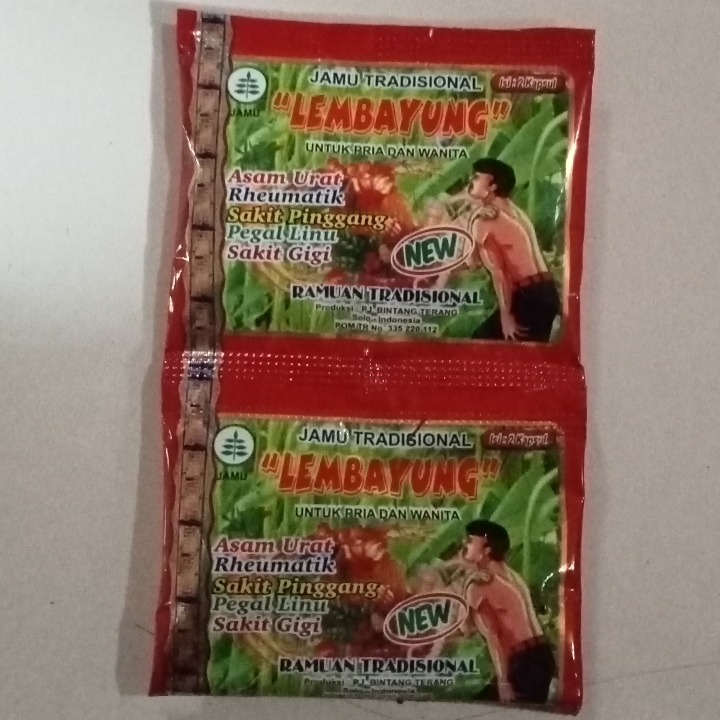 JAMU TRADISIONAL
Isi : 2 Kapsul
JAMU
"LEMBAYUNG"
UNTUK PRIA DAN WANITA
Asam Urat
Rheumatik
Sakit Pinggang
Pegal Linu
Sakit Gigi
NEW
RAMUAN TRADISIONAL
Produksi : PJ. BINTANG TERANG
Solo - Indonesia
POM TR No. 335 220 112
JAMU TRADISIONAL
Isi : 2 Kapsul
JAMU
"LEMBAYUNG"
UNTUK PRIA DAN WANITA
Asam Urat
Rheumatik
Sakit Pinggang
Pegal Linu
Sakit Gigi
NEW
RAMUAN TRADISIONAL
Produksi : PJ. BINTANG TERANG
Solo - Indonesia